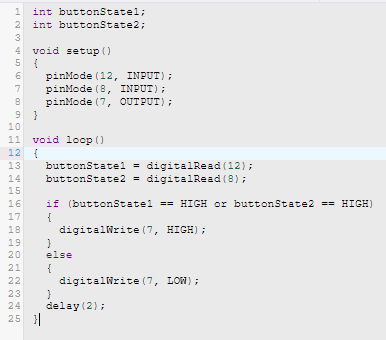 1 int buttonState1;
2 int buttonState2;
3
4 void setup()
5 {
6   pinMode(12, INPUT);
7   pinMode(8, INPUT);
8   pinMode(7, OUTPUT);
9 }
10
11 void loop()
12 {
13   buttonState1 = digitalRead(12);
14   buttonState2 = digitalRead(8);
15
16   if (buttonState1 == HIGH or buttonState2 == HIGH)
17   {
18     digitalWrite(7, HIGH);
19   }
20   else
21   {
22     digitalWrite(7, LOW);
23   }
24   delay(2);
25 }